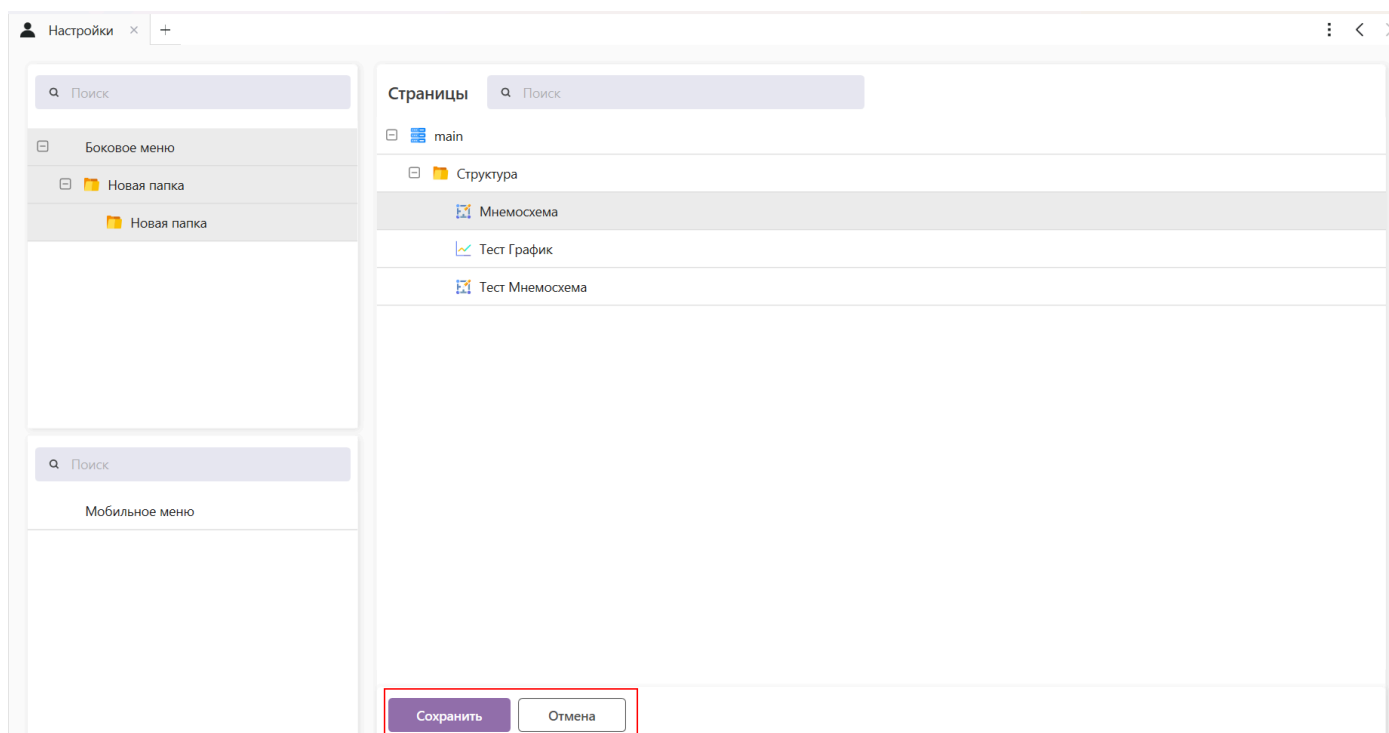 Настройки
Поиск
Боковое меню
Новая папка
Новая папка
Поиск
Мобильное меню
Страницы
Поиск
main
Структура
Мнемосхема
Тест График
Тест Мнемосхема
Сохранить
Отмена